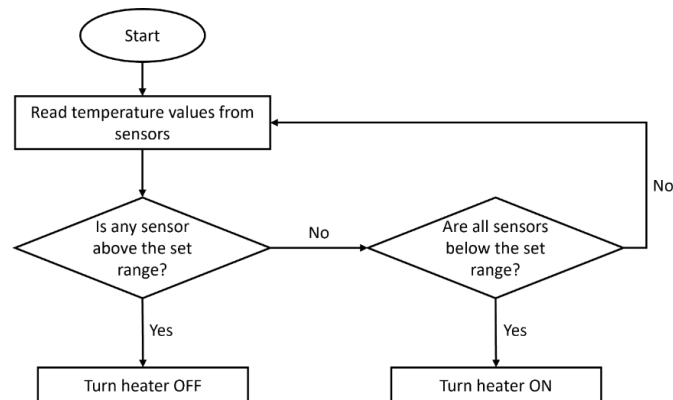 Start
Read temperature values from
sensors
Is any sensor
above the set
range?
No
Are all sensors
below the set
range?
No
Yes
Yes
Turn heater OFF
Turn heater ON